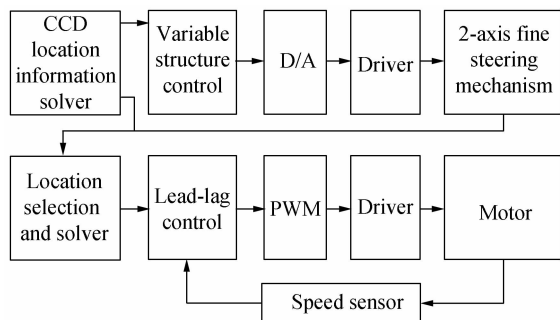 CCD
location
information
solver
Variable
structure
control
D/A
Driver
2-axis fine
steering
mechanism
Location
selection
and solver
Lead-lag
control
PWM
Driver
Motor
Speed sensor